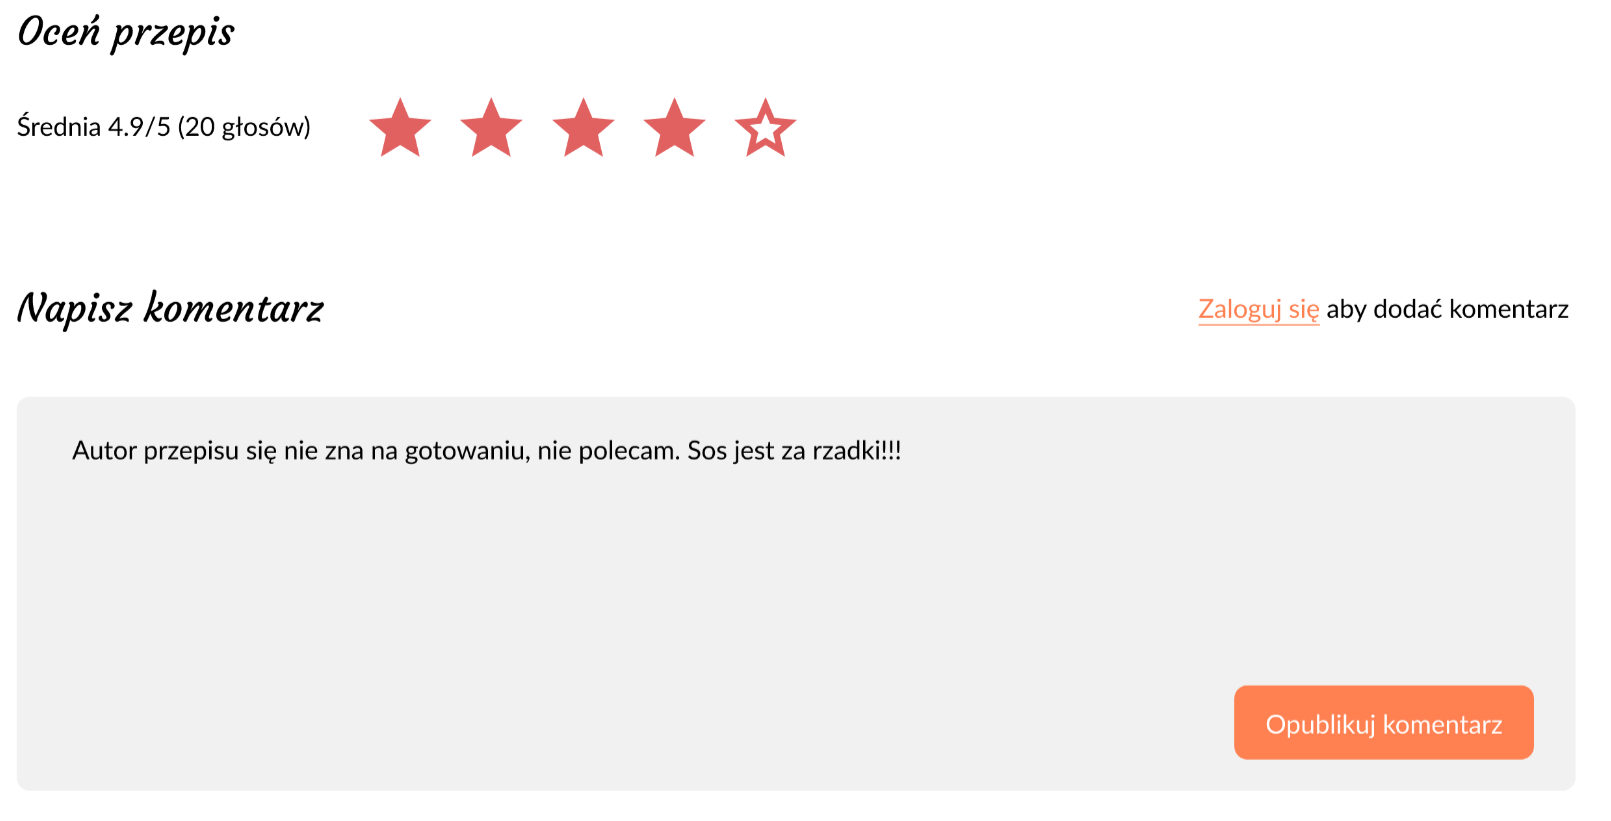 Oceń przepis
Średnia 4.9/5 (20 głosów)
Napisz komentarz
Zaloguj się aby dodać komentarz
Autor przepisu się nie zna na gotowaniu, nie polecam. Sos jest za rzadki!!!
Opublikuj komentarz